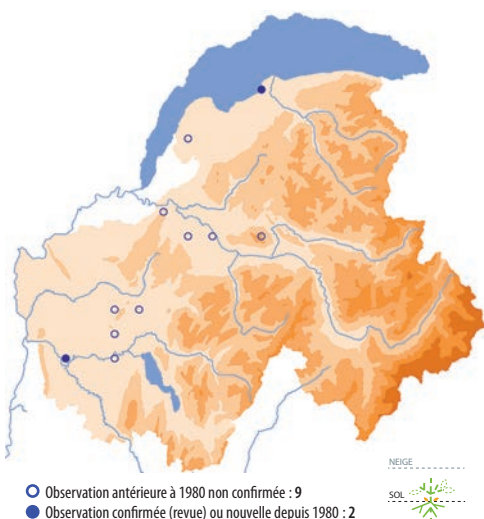 NEIGE
SOL
Observation antérieure à 1980 non confirmée : 9
Observation confirmée (revue) ou nouvelle depuis 1980 : 2